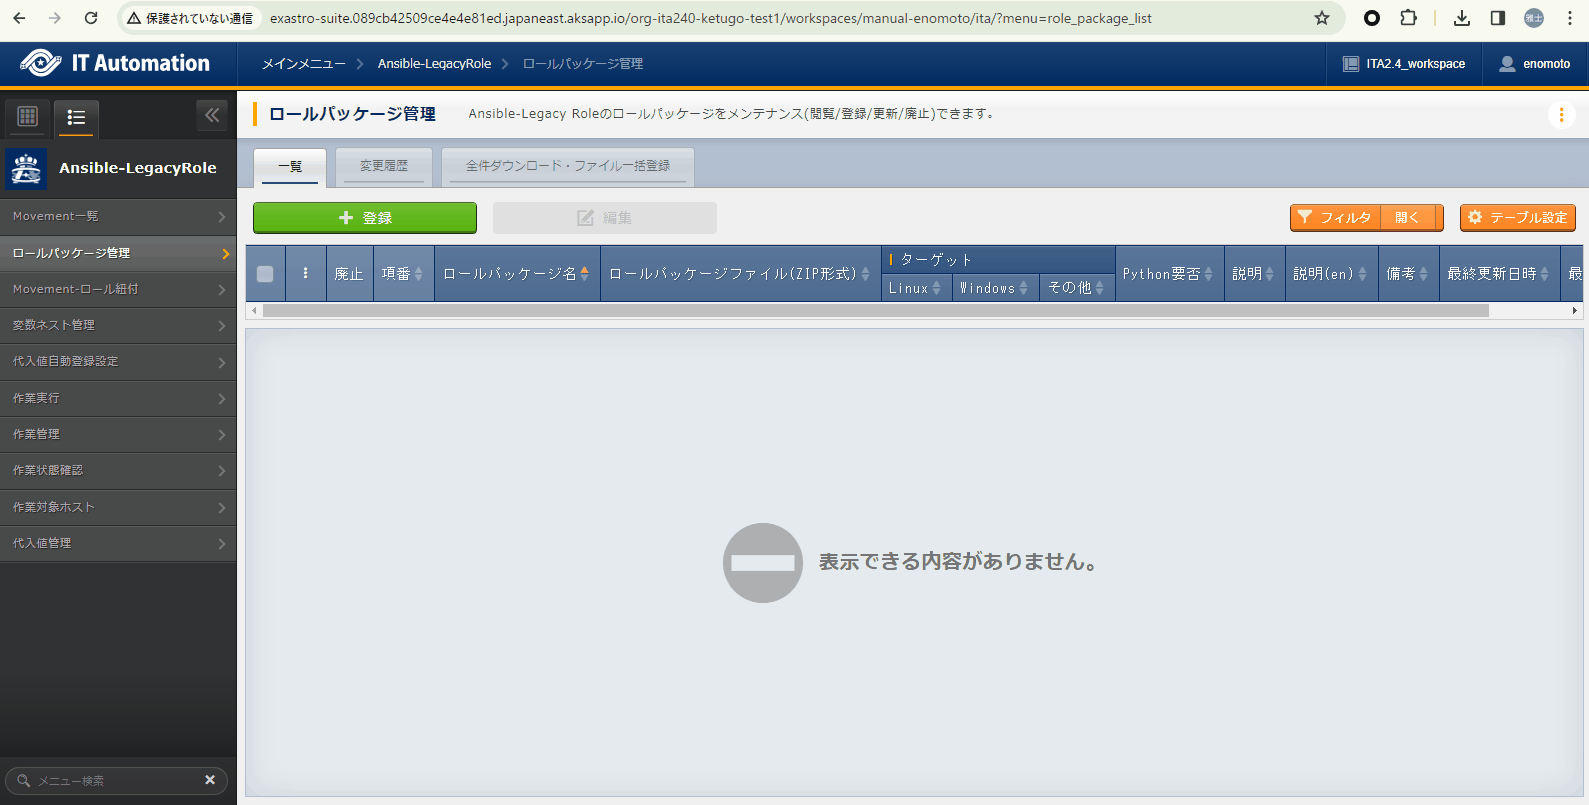 保護されていない通信
exastro-suite.089cb42509ce4e4e81ed.japaneast.aksapp.io/org-ita240-ketugo-test1/workspaces/manual-enomoto/ita/?menu=role_package_list
雅士
IT Automation
メインメニュー
Ansible-LegacyRole
ロールパッケージ管理
ITA2.4_workspace
enomoto
Ansible-LegacyRole
Movement一覧
ロールパッケージ管理
Movement-ロール紐付
変数ネスト管理
代入値自動登録設定
作業実行
作業管理
作業状態確認
作業対象ホスト
代入値管理
メニュー検索
ロールパッケージ管理
Ansible-Legacy Roleのロールパッケージをメンテナンス(閲覧/登録/更新/廃止)できます。
一覧
変更履歴
全件ダウンロード・ファイル一括登録
登録
編集
フィルタ
開く
テーブル設定
廃止
項番
ロールパッケージ名
ロールパッケージファイル(ZIP形式)
ターゲット
Linux
Windows
その他
Python要否
説明
説明(en)
備考
最終更新日時
最
表示できる内容がありません。